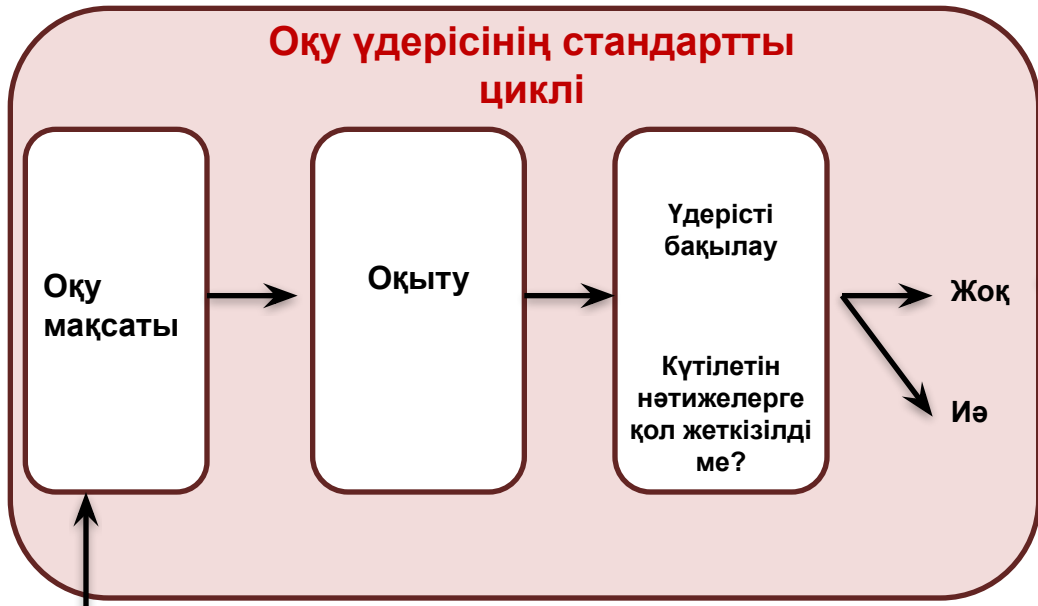 Оқу үдерісінің стандартты
циклі
Оқу
мақсаты
Оқыту
Үдерісті
бақылау
Күтілетін
нәтижелерге
қол жеткізілді
ме?
Жоқ
Иә